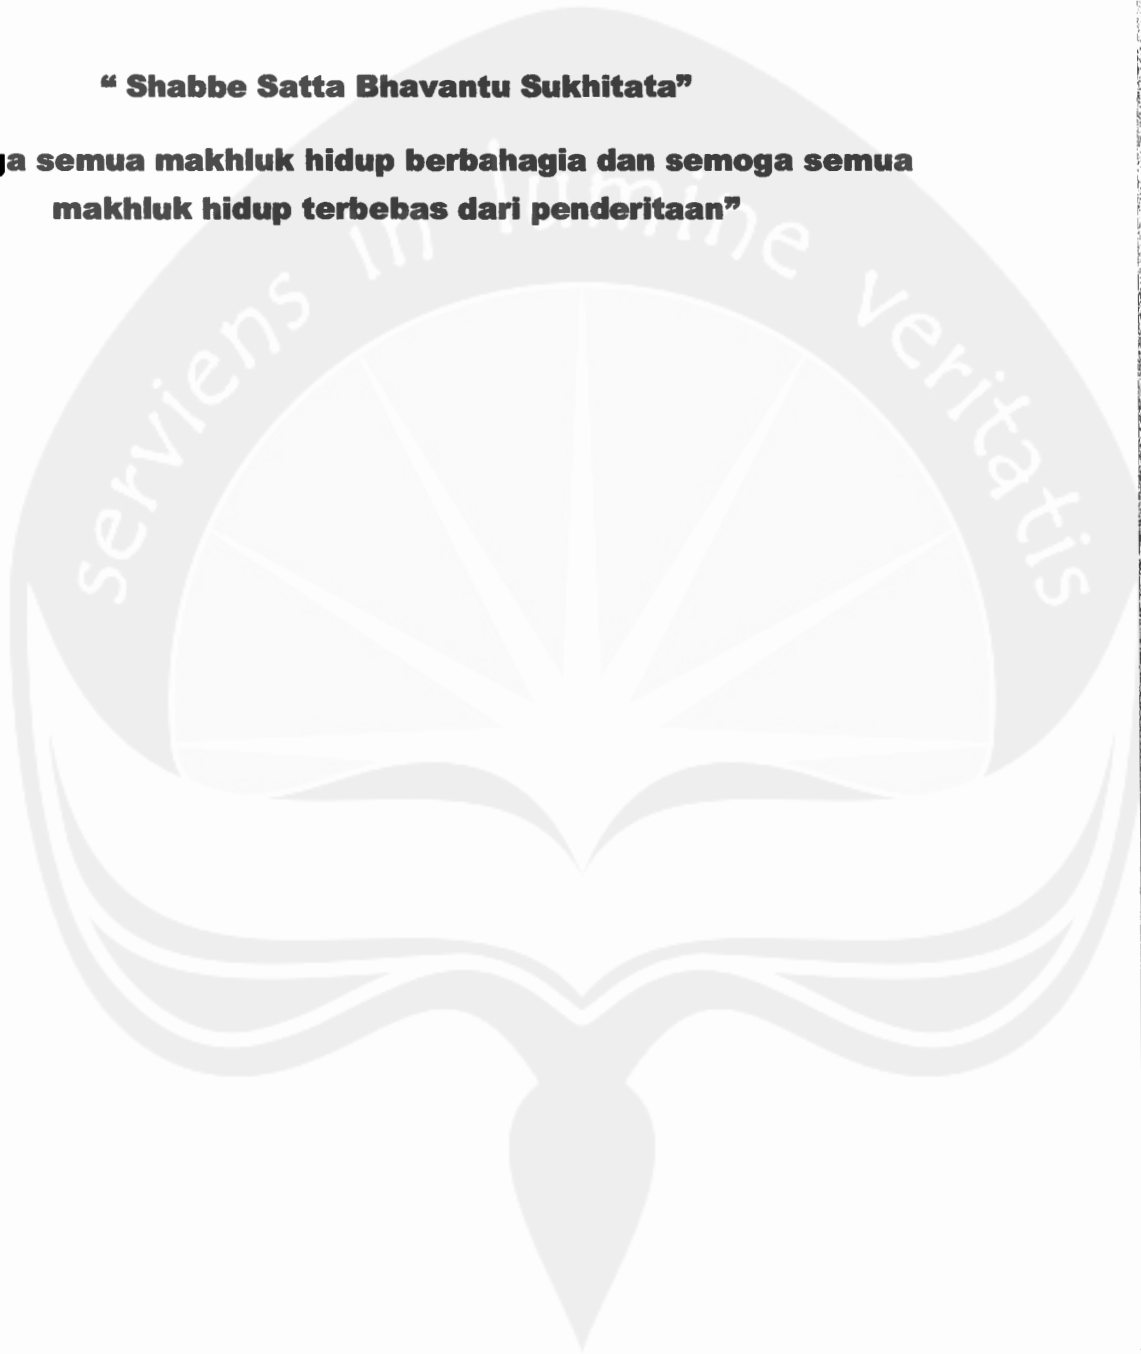 “ Shabbe Satta Bhavantu Sukhitata”
ga semua makhluk hidup berbahagia dan semoga semua
makhluk hidup terbebas dari penderitaan”
serviens in lumine veritatis